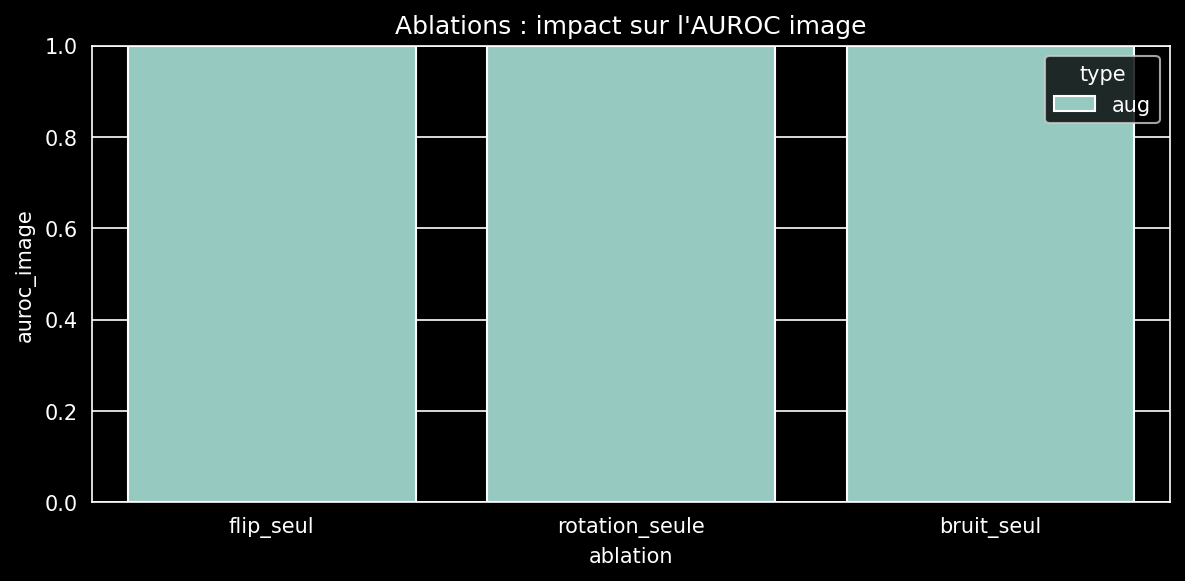 Ablations : impact sur l'AUROC image
type
aug
auroc_image
1.0
0.8
0.6
0.4
0.2
0.0
flip_seul
rotation_seule
bruit_seul
ablation